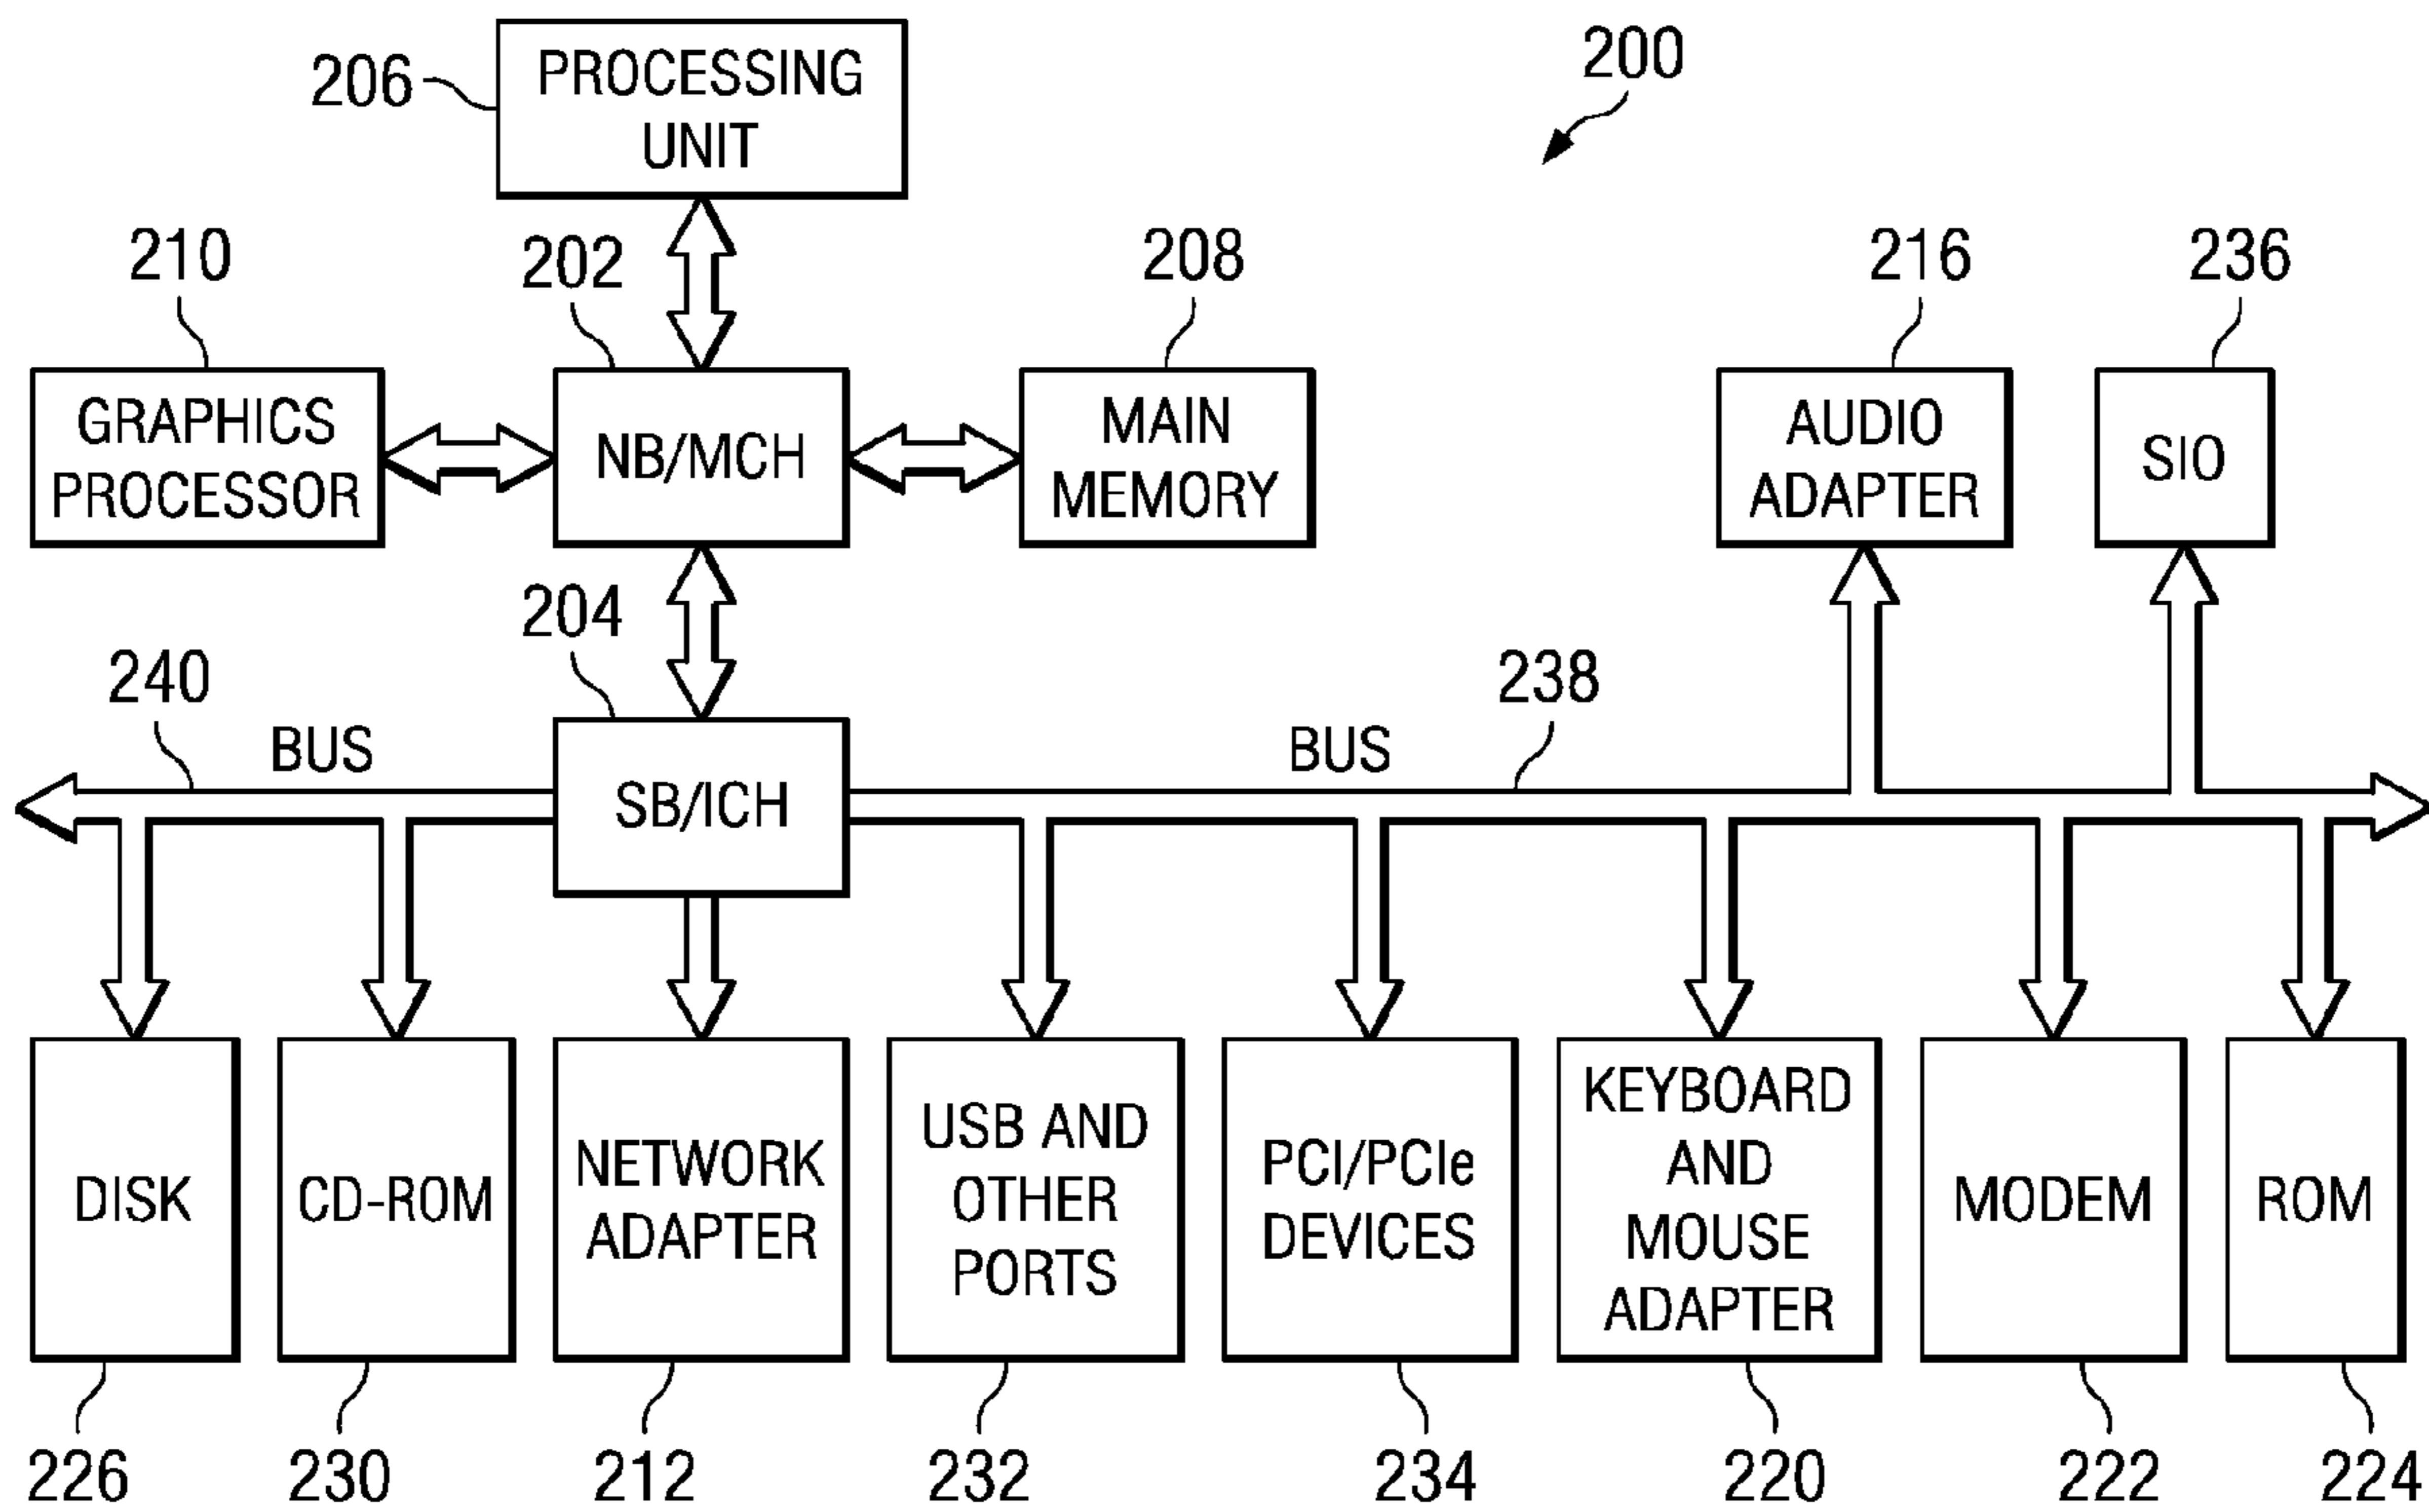 200
206
PROCESSING
UNIT
210
202
208
216
236
GRAPHICS
PROCESSOR
NB/MCH
MAIN
MEMORY
AUDIO
ADAPTER
SIO
204
240
BUS
238
BUS
SB/ICH
DISK
CD-ROM
NETWORK
ADAPTER
USB AND
OTHER
PORTS
PCI/PCIe
DEVICES
KEYBOARD
AND
MOUSE
ADAPTER
MODEM
ROM
226
230
212
232
234
220
222
224